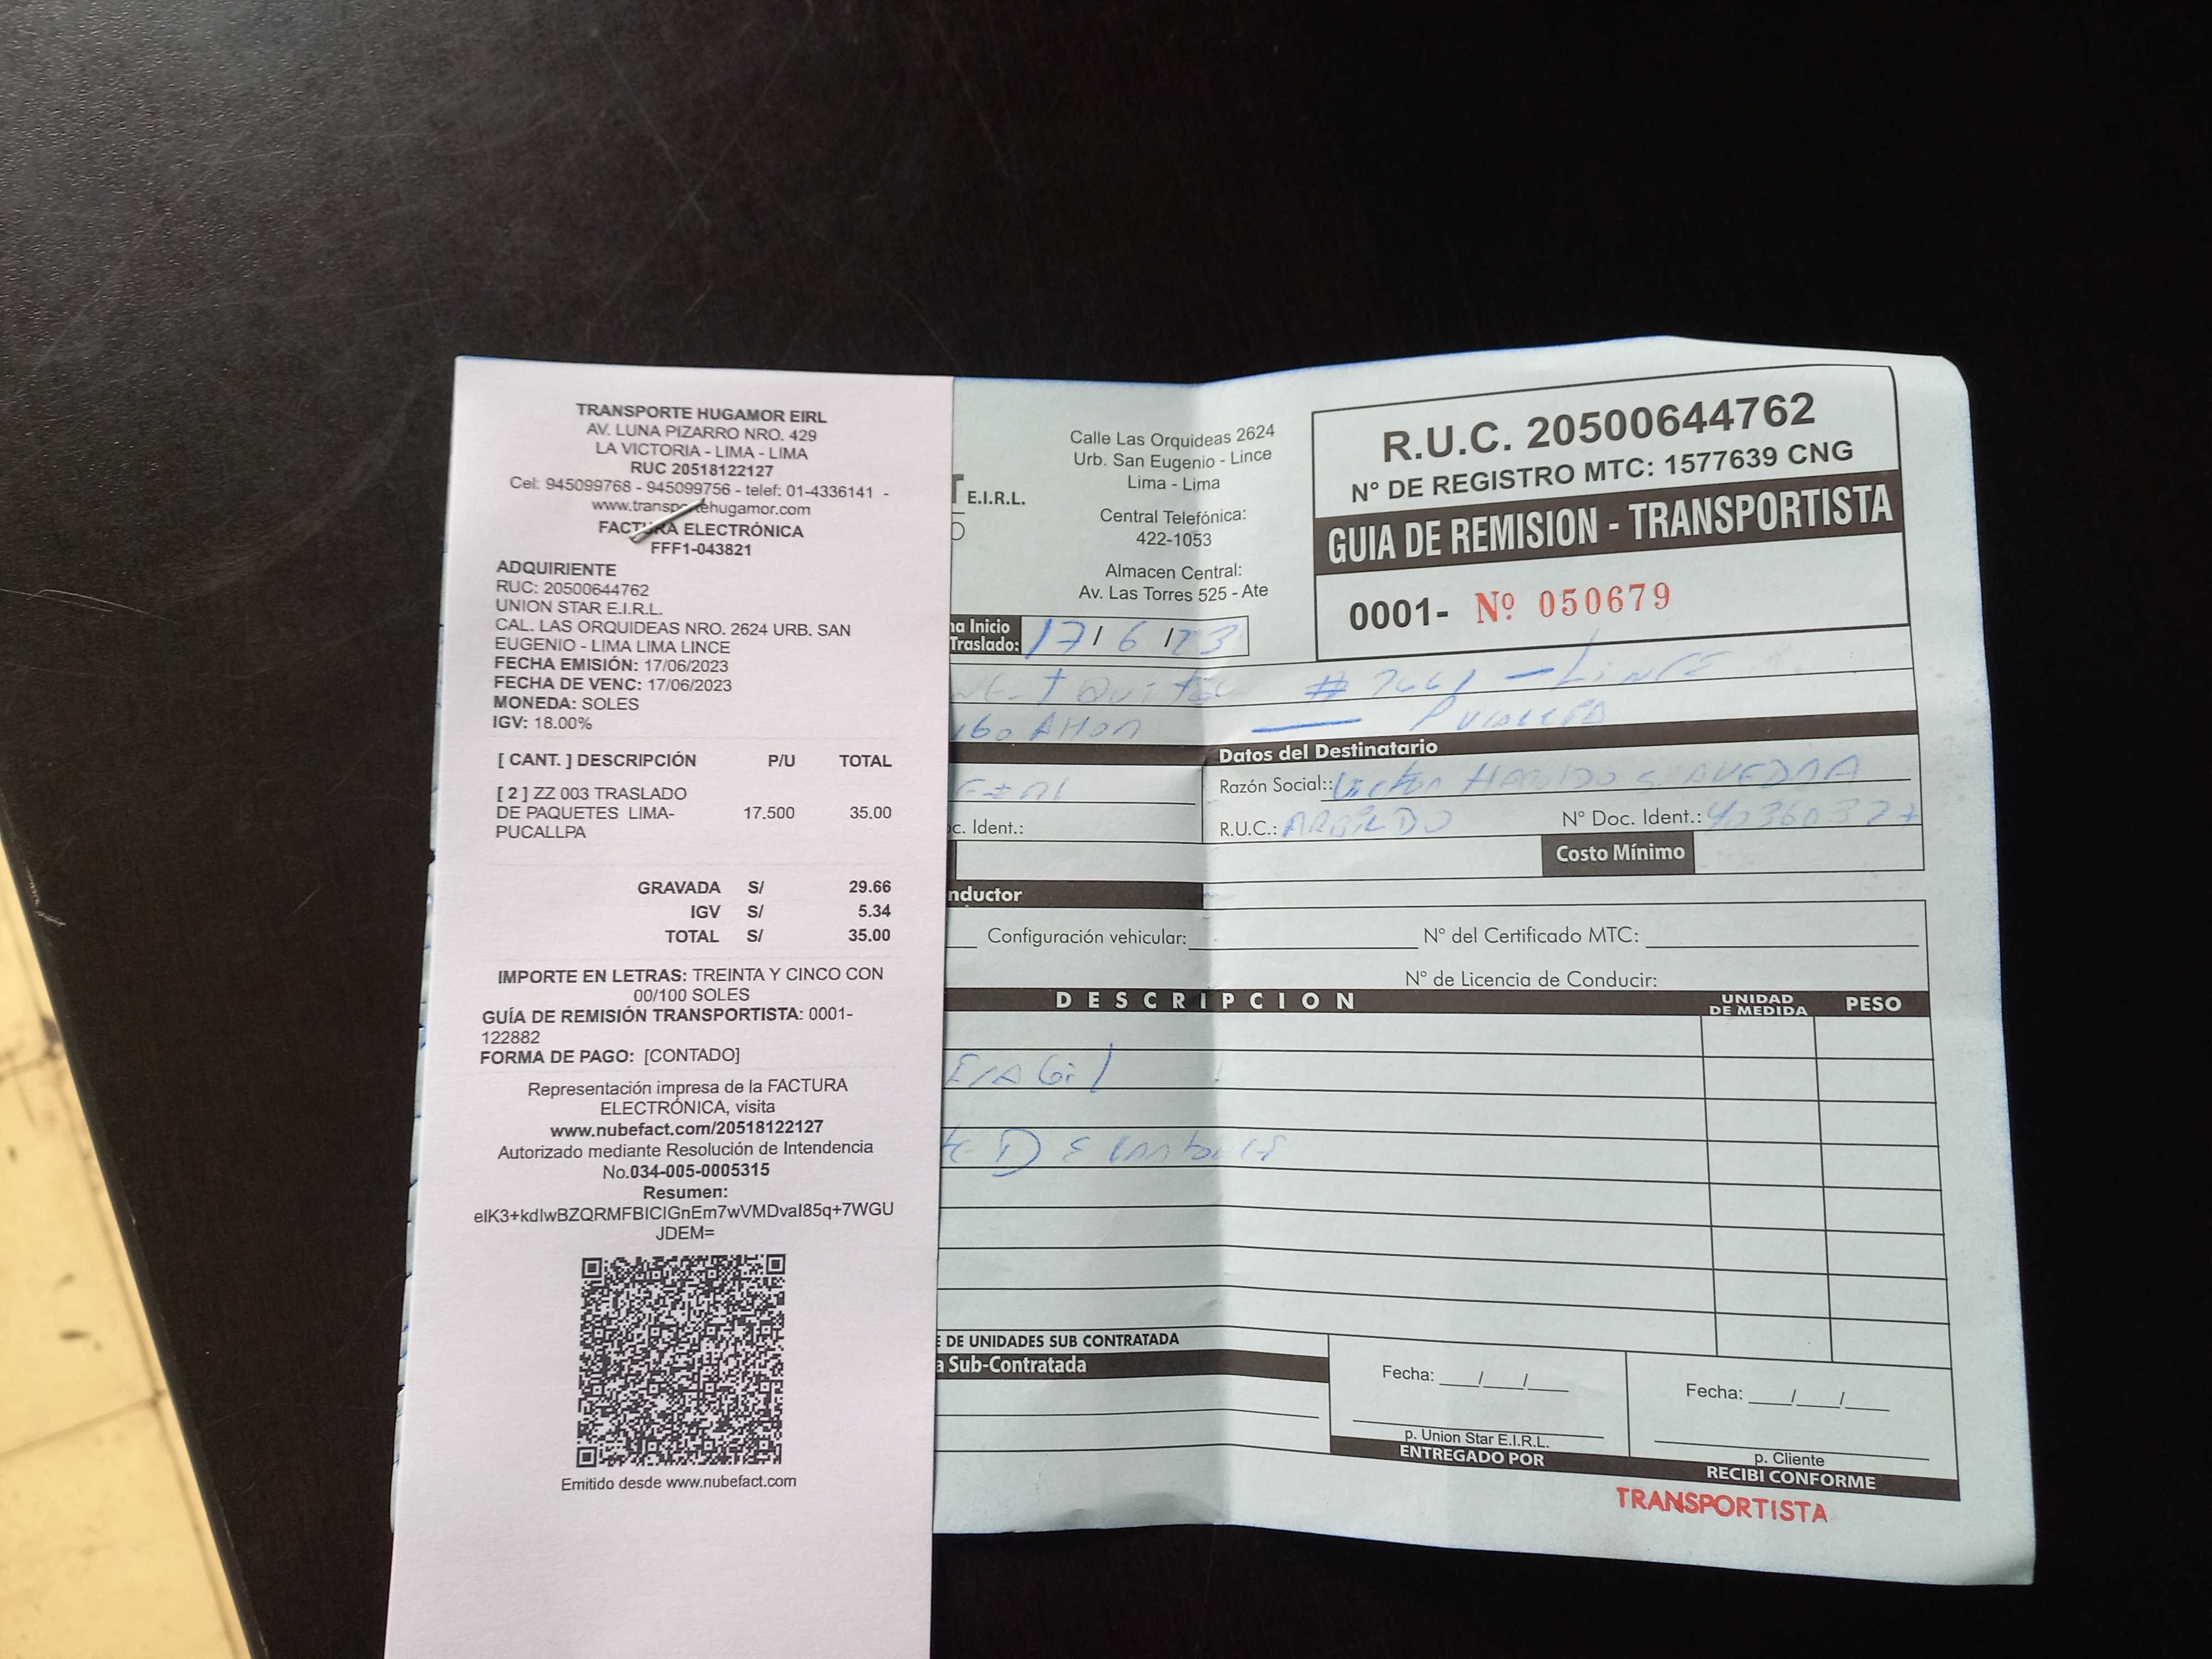 TRANSPORTE HUGAMOR EIRL
AV. LUNA PIZARRO NRO. 429
LA VICTORIA - LIMA - LIMA
RUC 20518122127
Cel: 945099768 - 945099756 - telef: 01-4336141 -
www.transportehugamor.com
FACTURA ELECTRÓNICA
FFF1-043821
ADQUIRIENTE
RUC: 20500644762
UNION STAR E.I.R.L.
CAL. LAS ORQUIDEAS NRO. 2624 URB. SAN
EUGENIO - LIMA LIMA LINCE
FECHA EMISIÓN: 17/06/2023
FECHA DE VENC: 17/06/2023
MONEDA: SOLES
IGV: 18.00%
[ CANT. ] DESCRIPCIÓN P/U TOTAL
[ 2 ] ZZ 003 TRASLADO
DE PAQUETES LIMA- 17.500 35.00
PUCALLPA
GRAVADA S/ 29.66
IGV S/ 5.34
TOTAL S/ 35.00
IMPORTE EN LETRAS: TREINTA Y CINCO CON
00/100 SOLES
GUÍA DE REMISIÓN TRANSPORTISTA: 0001-
122882
FORMA DE PAGO: [CONTADO]
Representación impresa de la FACTURA
ELECTRÓNICA, visita
www.nubefact.com/20518122127
Autorizado mediante Resolución de Intendencia
No.034-005-0005315
Resumen:
JDEM=
Emitido desde www.nubefact.com
E.I.R.L.
Calle Las Orquideas 2624
Urb. San Eugenio - Lince
Lima - Lima
Central Telefónica:
422-1053
Almacen Central:
Av. Las Torres 525 - Ate
R.U.C. 20500644762
N° DE REGISTRO MTC: 1577639 CNG
GUIA DE REMISION - TRANSPORTISTA
0001- Nº 050679
Inicio
Traslado: 17/ 6 /23
Lince
Datos del Destinatario
Razón Social:
R.U.C.: N° Doc. Ident.: 40360327
Ident.:
Costo Mínimo
Configuración vehicular: N° del Certificado MTC:
N° de Licencia de Conducir:
DESCRIPCION UNIDAD DE MEDIDA PESO
DE UNIDADES SUB CONTRATADA
Sub-Contratada
Fecha: / /
Fecha: / /
p. Union Star E.I.R.L.
ENTREGADO POR
p. Cliente
RECIBI CONFORME
TRANSPORTISTA